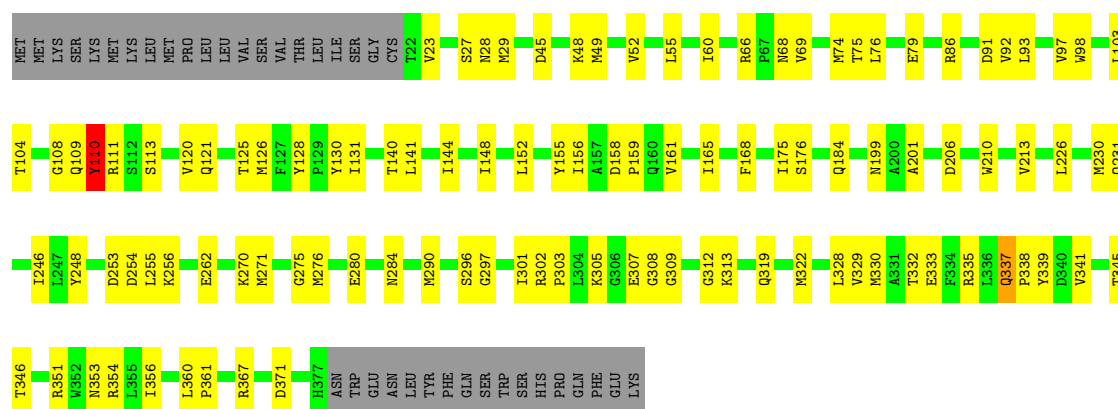 MET MET LYS SER LYS MET LYS LEU MET PRO LEU LEU VAL SER VAL THR LEU ILE SER GLY CYS T22 V23 S27 N28 M29 D45 K48 M49 V52 L55 I60 R66 P67 N68 V69 M74 T75 L76 E79 R86 D91 V92 L93 V97 W98 L103
T104 G108 Q109 Y110 R111 S112 S113 V120 Q121 T125 M126 F127 Y128 P129 Y130 I131 T140 L141 I144 I148 L152 Y155 I156 A157 D158 P159 Q160 V161 I165 F168 I175 S176 Q184 N199 A200 A201 D206 W210 V213 L226 M230
I246 L247 Y248 D253 D254 L255 K256 E262 K270 M271 G275 M276 E280 N284 M290 S296 G297 I301 R302 P303 L304 K305 G306 E307 G308 G309 G312 K313 Q319 M322 L328 V329 M330 A331 T332 E333 F334 R335 L336 Q337 P338 Y339 D340 V341 T345
T346 R351 W352 N353 R354 L355 I356 L360 P361 R367 D371 H377 ASN TRP GLU ASN LEU TYR PHE GLN SER TRP SER HIS PRO GLN PHE GLU LYS